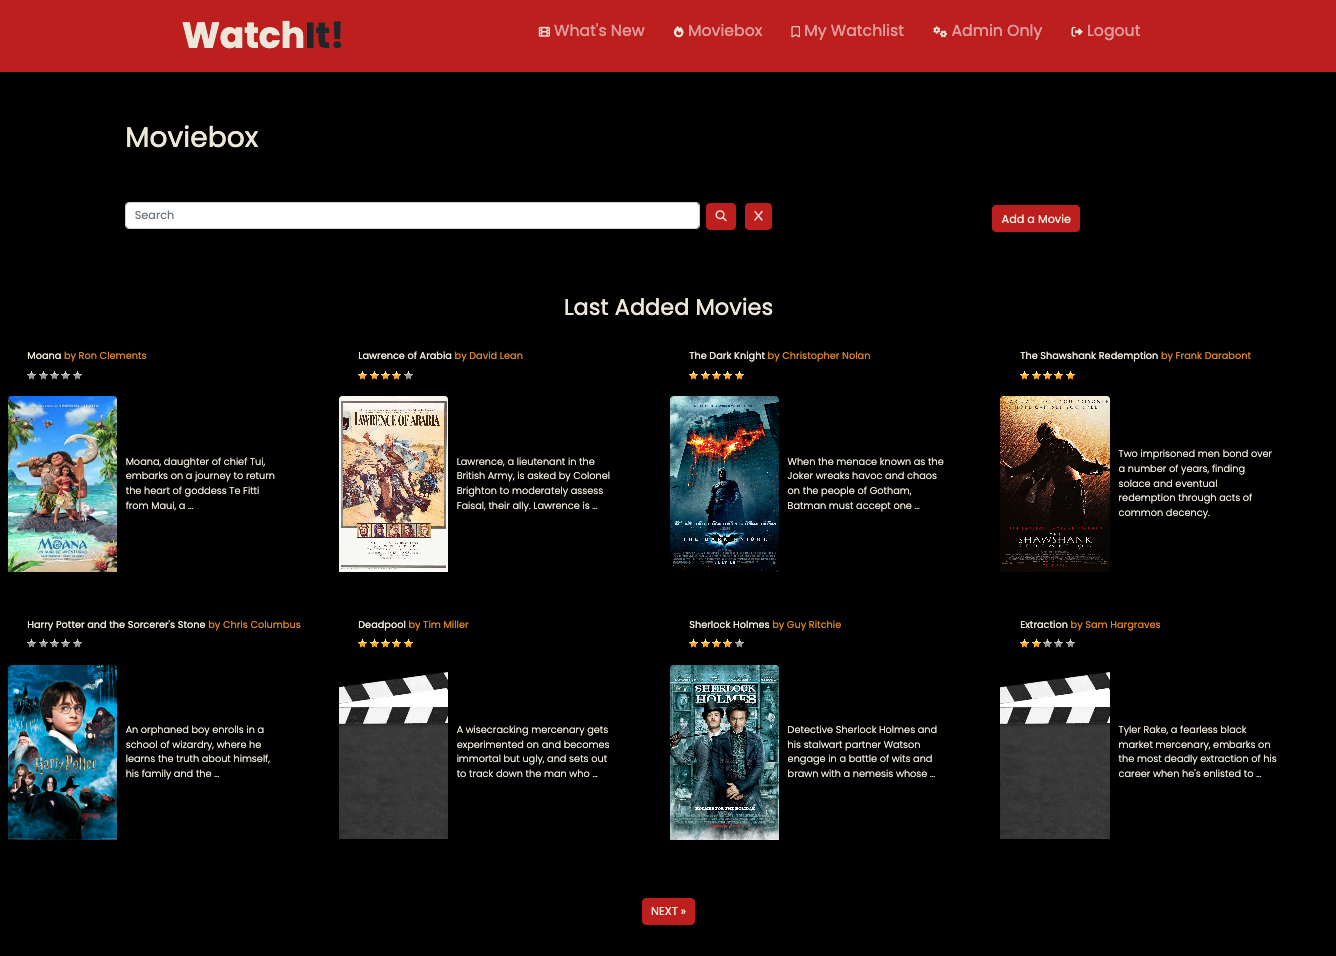 WatchIt!
What's New
Moviebox
My Watchlist
Admin Only
Logout
Moviebox
Search
X
Add a Movie
Last Added Movies
Moana by Ron Clements
MOANA
Moana, daughter of chief Tui,
embarks on a journey to return
the heart of goddess Te Fitti
from Maui, a ...
Lawrence of Arabia by David Lean
LAWRENCE OF ARABIA
Lawrence, a lieutenant in the
British Army, is asked by Colonel
Brighton to moderately assess
Faisal, their ally. Lawrence is ...
The Dark Knight by Christopher Nolan
THE DARK KNIGHT
When the menace known as the
Joker wreaks havoc and chaos
on the people of Gotham,
Batman must accept one ...
The Shawshank Redemption by Frank Darabont
SHAWSHANK
Two imprisoned men bond over
a number of years, finding
solace and eventual
redemption through acts of
common decency.
Harry Potter and the Sorcerer's Stone by Chris Columbus
Harry Potter
An orphaned boy enrolls in a
school of wizardry, where he
learns the truth about himself,
his family and the ...
Deadpool by Tim Miller
A wisecracking mercenary gets
experimented on and becomes
immortal but ugly, and sets out
to track down the man who ...
Sherlock Holmes by Guy Ritchie
SHERLOCK
HOLMES
Detective Sherlock Holmes and
his stalwart partner Watson
engage in a battle of wits and
brawn with a nemesis whose ...
Extraction by Sam Hargraves
Tyler Rake, a fearless black
market mercenary, embarks on
the most deadly extraction of his
career when he's enlisted to ...
NEXT »